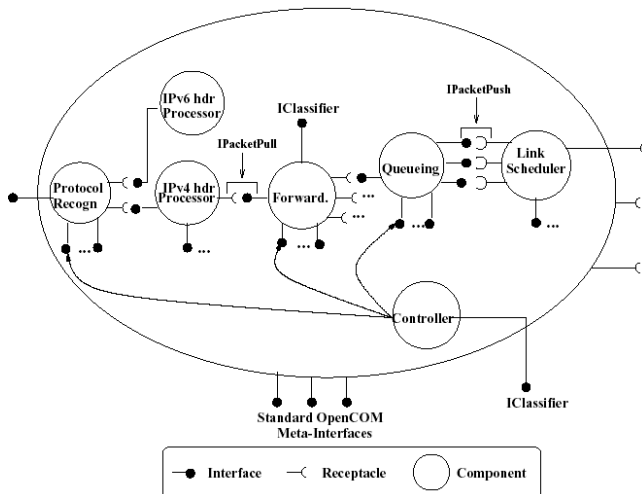 IPacketPush
IPv6 hdr
Processor
IClassifier
IPacketPull
Queueing
Link
Scheduler
Protocol
Recogn
IPv4 hdr
Processor
Forward.
...
...
...
...
...
...
...
...
Controller
IClassifier
Standard OpenCOM
Meta-Interfaces
Interface
Receptacle
Component